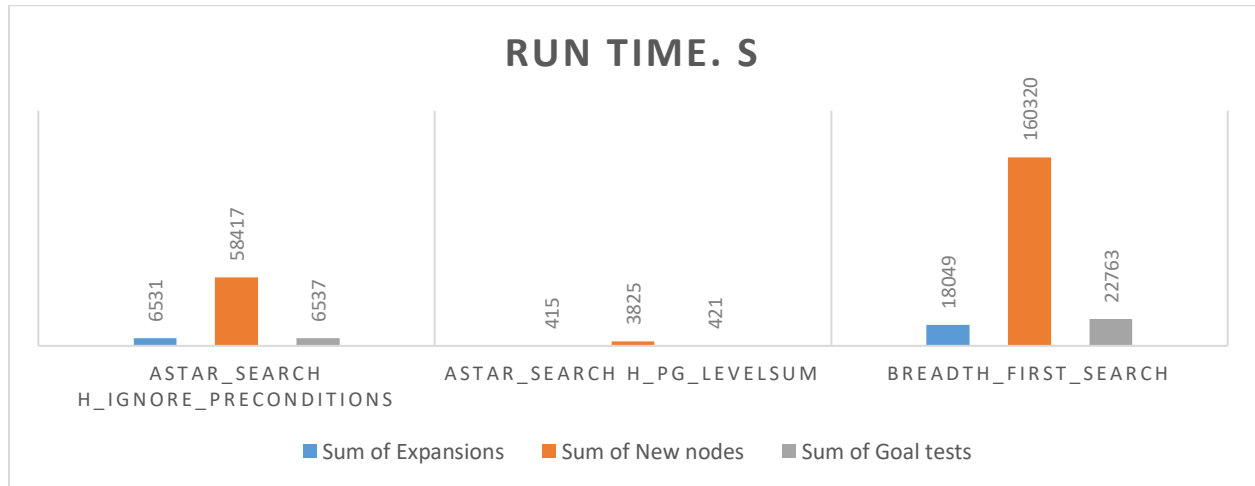 RUN TIME. S
6531
58417
6537
415
3825
421
18049
160320
22763
ASTAR_SEARCH
H_IGNORE_PRECONDITIONS
ASTAR_SEARCH H_PG_LEVELSUM
BREADTH_FIRST_SEARCH
Sum of Expansions
Sum of New nodes
Sum of Goal tests